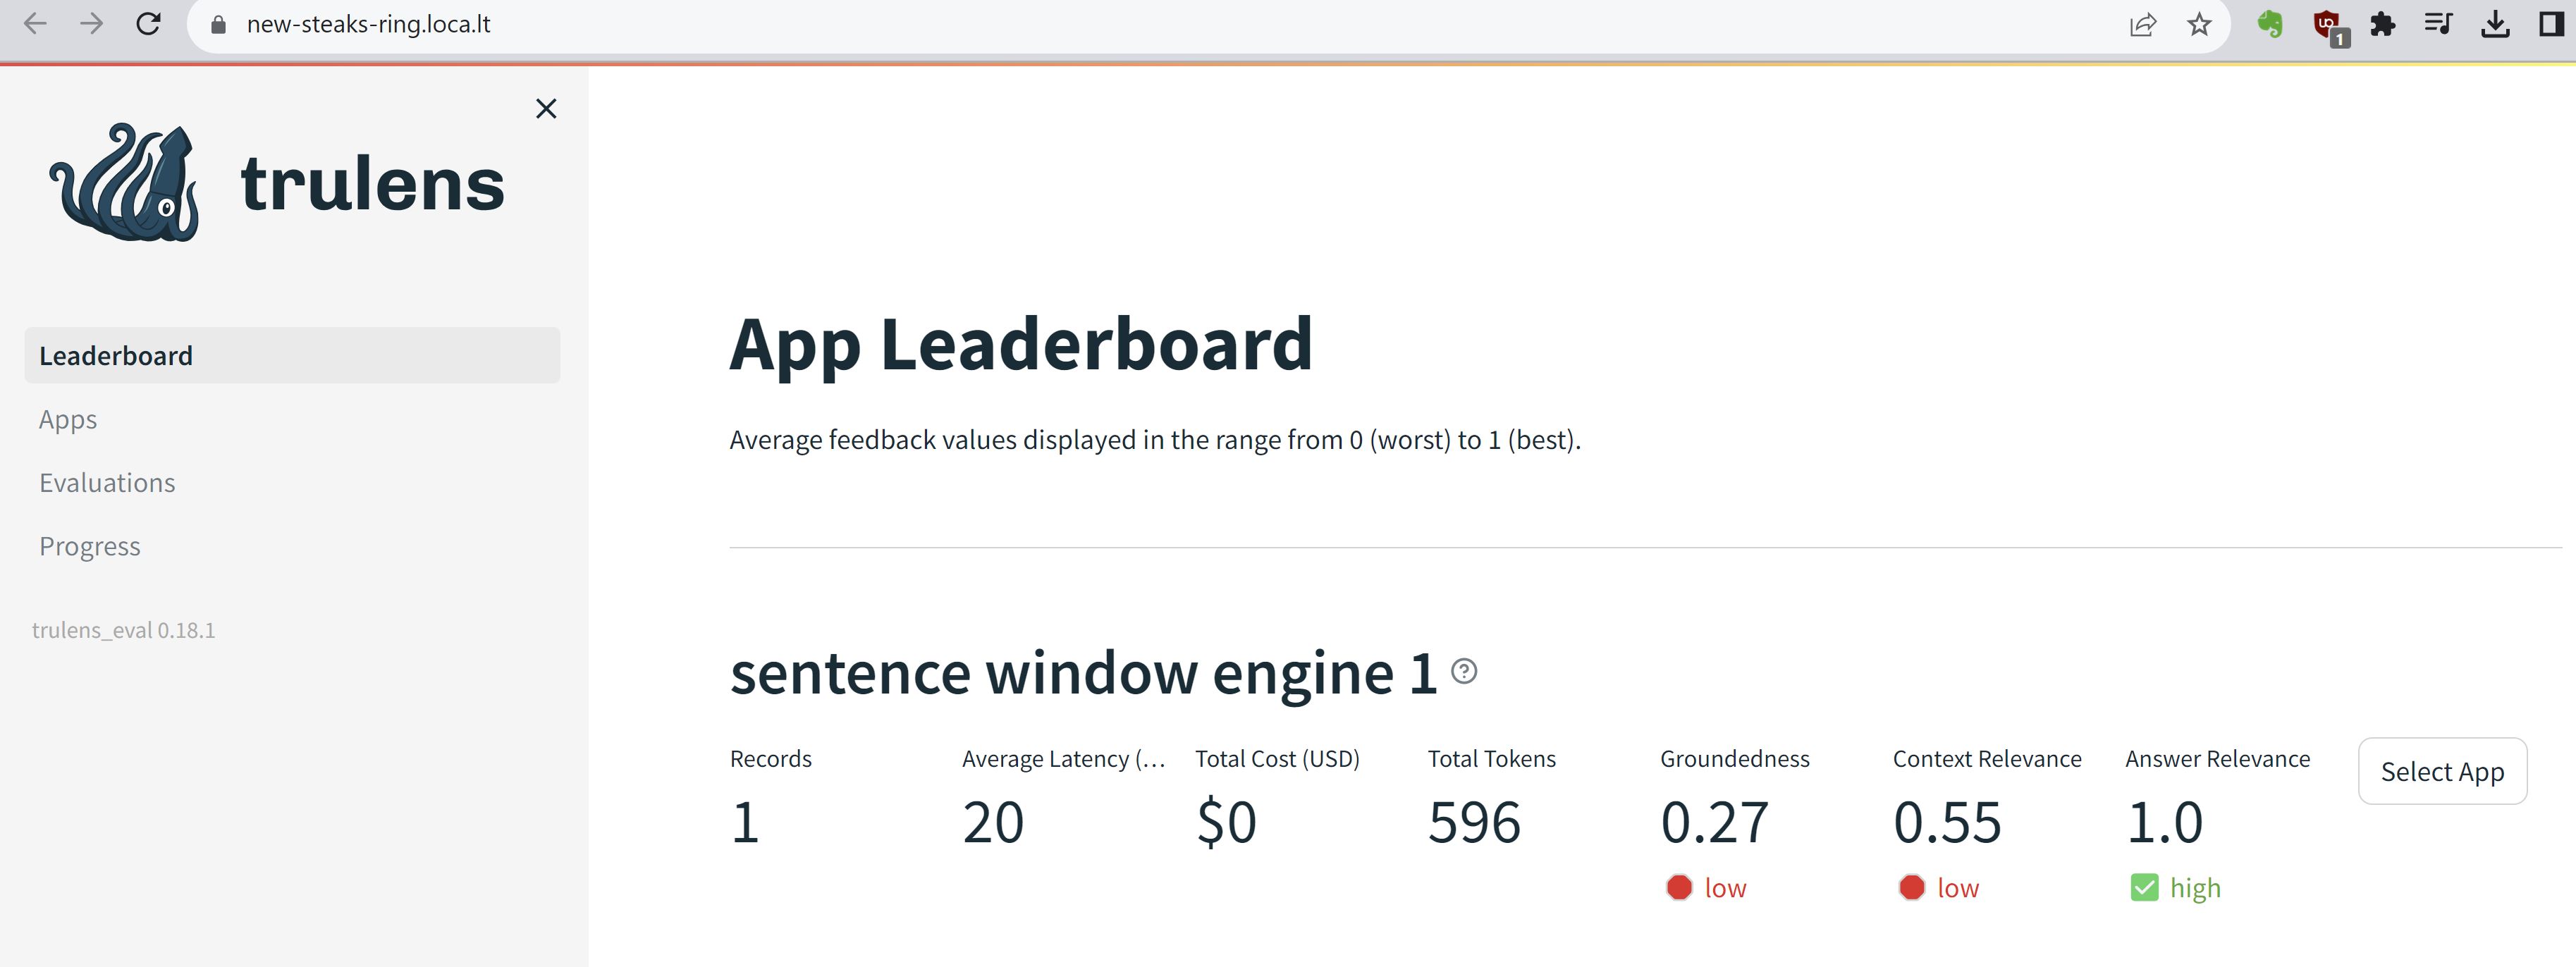 new-steaks-ring.loca.lt
1
trulens
Leaderboard
Apps
Evaluations
Progress
trulens_eval 0.18.1
App Leaderboard
Average feedback values displayed in the range from 0 (worst) to 1 (best).
sentence window engine 1
Records Average Latency (… Total Cost (USD) Total Tokens Groundedness Context Relevance Answer Relevance Select App
1 20 $0 596 0.27 0.55 1.0
low low high